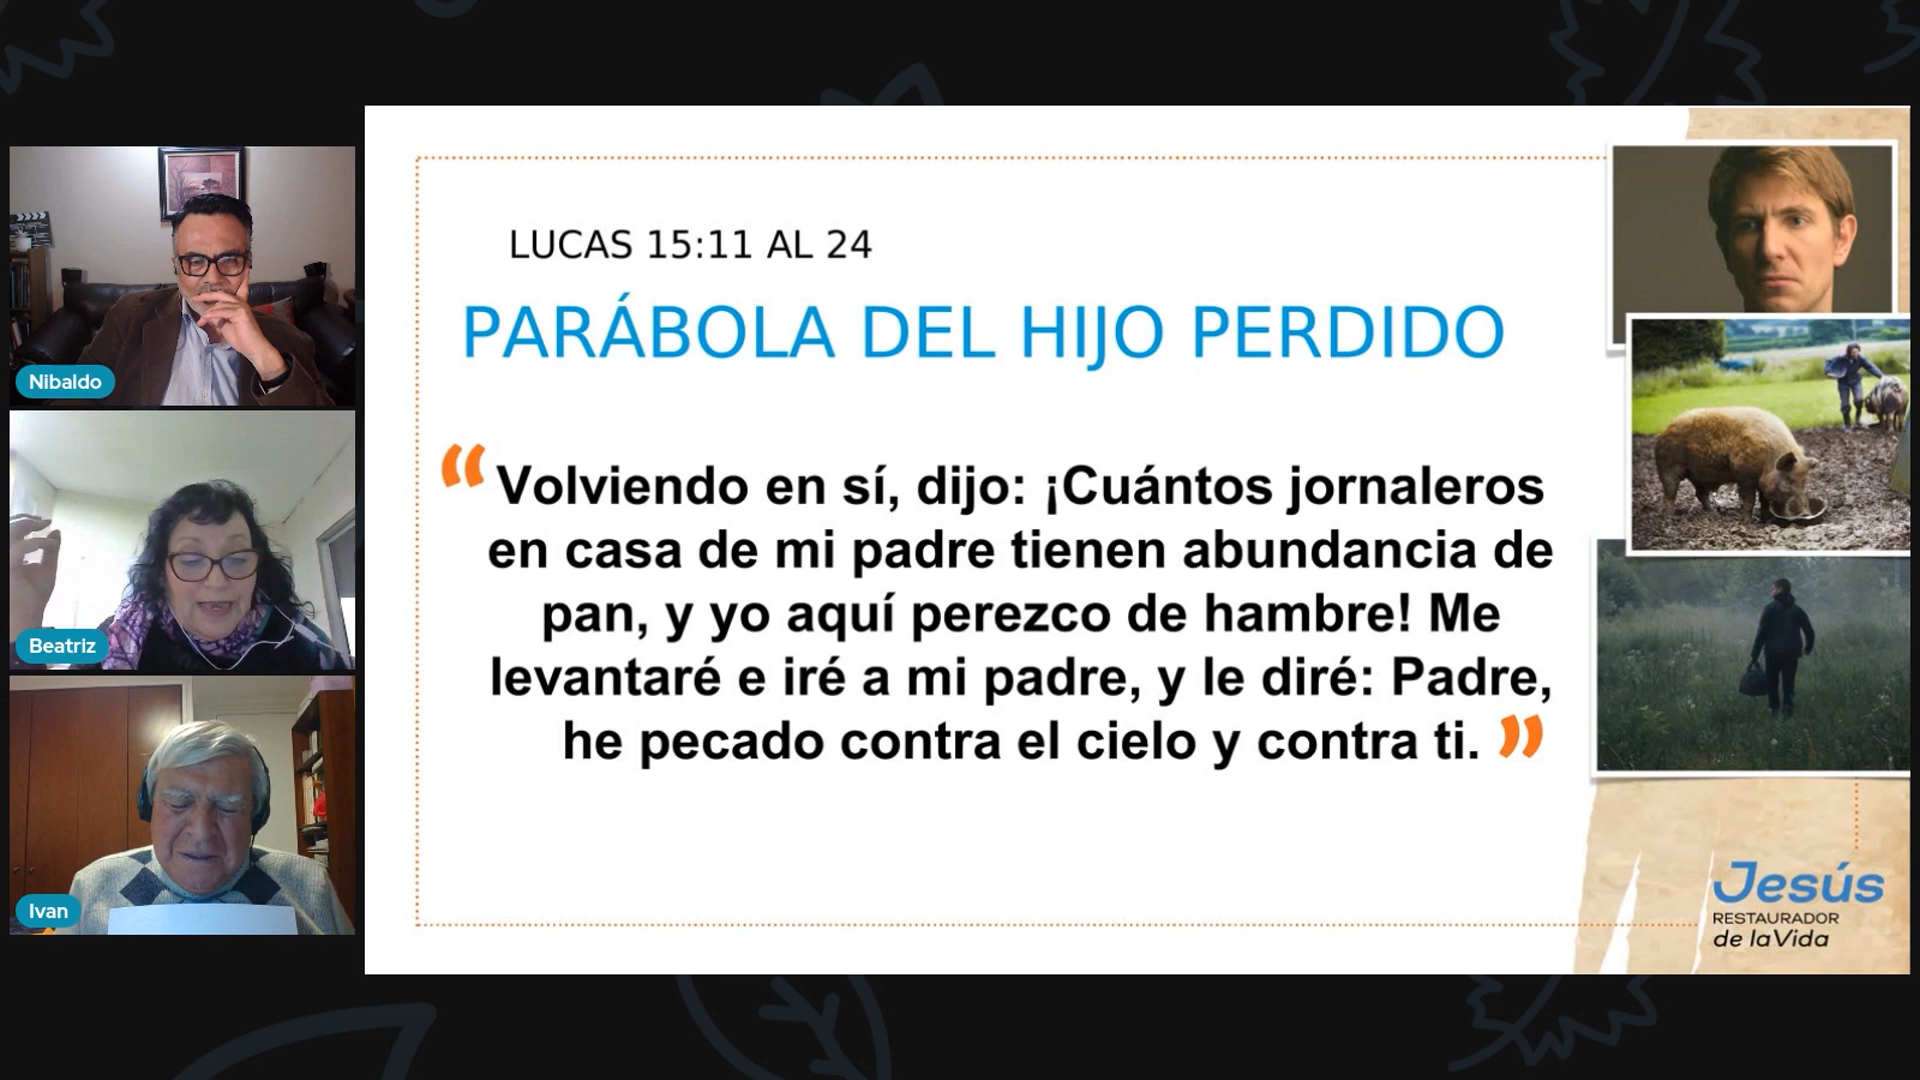 Nibaldo
Beatriz
Ivan
LUCAS 15:11 AL 24
PARÁBOLA DEL HIJO PERDIDO
“Volviendo en sí, dijo: ¡Cuántos jornaleros
en casa de mi padre tienen abundancia de
pan, y yo aquí perezco de hambre! Me
levantaré e iré a mi padre, y le diré: Padre,
he pecado contra el cielo y contra ti.”
Jesús
RESTAURADOR
de la Vida